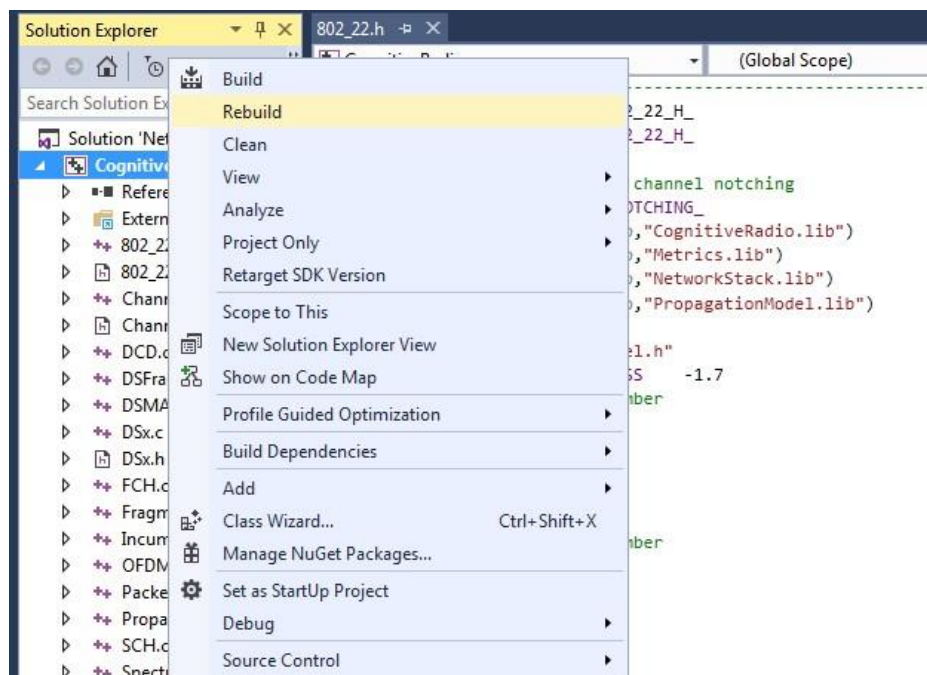 Solution Explorer
802_22.h
(Global Scope)
Search Solution Ex
Solution 'Net
Cognitive
Refere
Extern
802_22
802_22
Chann
Chann
DCD.c
DSFra
DSMA
DSx.c
DSx.h
FCH.c
Fragm
Incum
OFDM
Packe
Propa
SCH.c
Spectr
Build
Rebuild
Clean
View
Analyze
Project Only
Retarget SDK Version
Scope to This
New Solution Explorer View
Show on Code Map
Profile Guided Optimization
Build Dependencies
Add
Class Wizard... Ctrl+Shift+X
Manage NuGet Packages...
Set as StartUp Project
Debug
Source Control
2_22_H_
2_22_H_
channel notching
OTCHING_
,"CognitiveRadio.lib")
,"Metrics.lib")
,"NetworkStack.lib")
,"PropagationModel.lib")
el.h"
SS -1.7
mber
mber